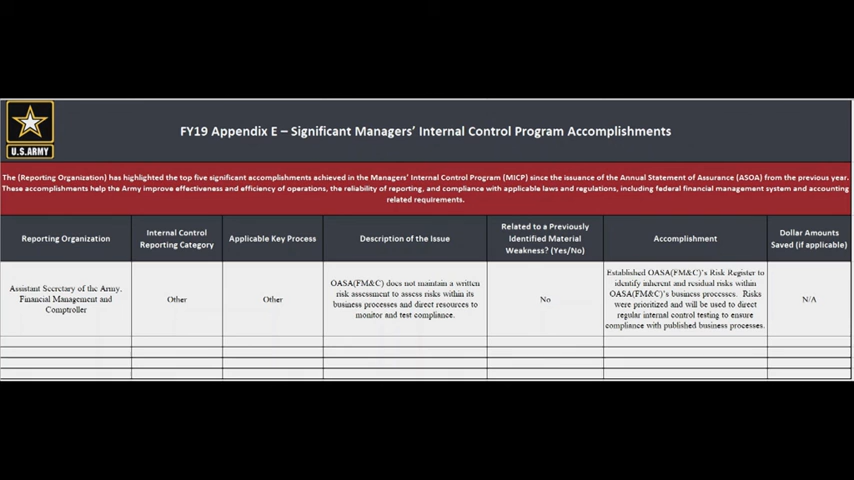 U.S.ARMY
FY19 Appendix E – Significant Managers' Internal Control Program Accomplishments
The (Reporting Organization) has highlighted the top five significant accomplishments achieved in the Managers' Internal Control Program (MICP) since the issuance of the Annual Statement of Assurance (ASOA) from the previous year.
These accomplishments help the Army improve effectiveness and efficiency of operations, the reliability of reporting, and compliance with applicable laws and regulations, including federal financial management system and accounting
related requirements.
Reporting Organization
Internal Control
Reporting Category
Applicable Key Process
Description of the Issue
Related to a Previously
Identified Material
Weakness? (Yes/No)
Accomplishment
Dollar Amounts
Saved (if applicable)
Assistant Secretary of the Army,
Financial Management and
Comptroller
Other
Other
OASA(FM&C) does not maintain a written
risk assessment to assess risks within its
business processes and direct resources to
monitor and test compliance.
No
Established OASA(FM&C)'s Risk Register to
identify inherent and residual risks within
OASA(FM&C)'s business processes. Risks
were prioritized and will be used to direct
regular internal control testing to ensure
compliance with published business processes.
N/A